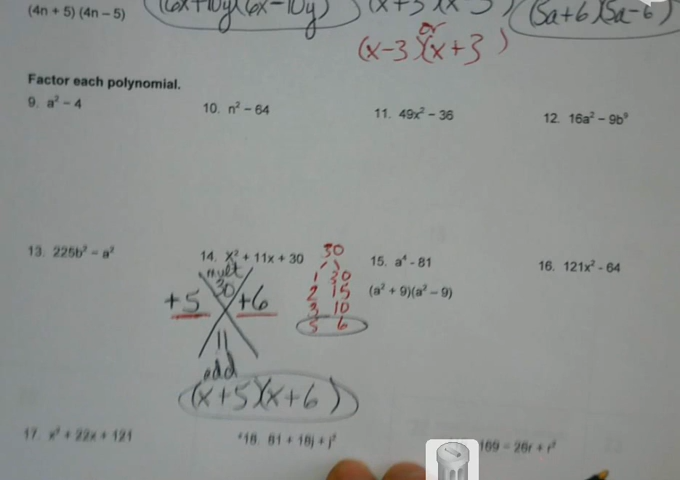 (4n + 5) (4n - 5)
(6x+10y)(6x-10y)
(x+3)(x-3)
(5a+6)(5a-6)
or
(x-3)(x+3)
Factor each polynomial.
9. a² - 4
10. n² - 64
11. 49x² - 36
12. 16a² - 9b⁹
13. 225b² - a²
14. X² + 11x + 30
mult
30
+5 +6
11
add
(x+5)(x+6)
30
1 30
2 15
3 10
5 6
15. a⁴ - 81
(a² + 9)(a² - 9)
16. 121x² - 64
17. x² + 22x + 121
*18. 81 + 18j + j²
169 - 26r + r²